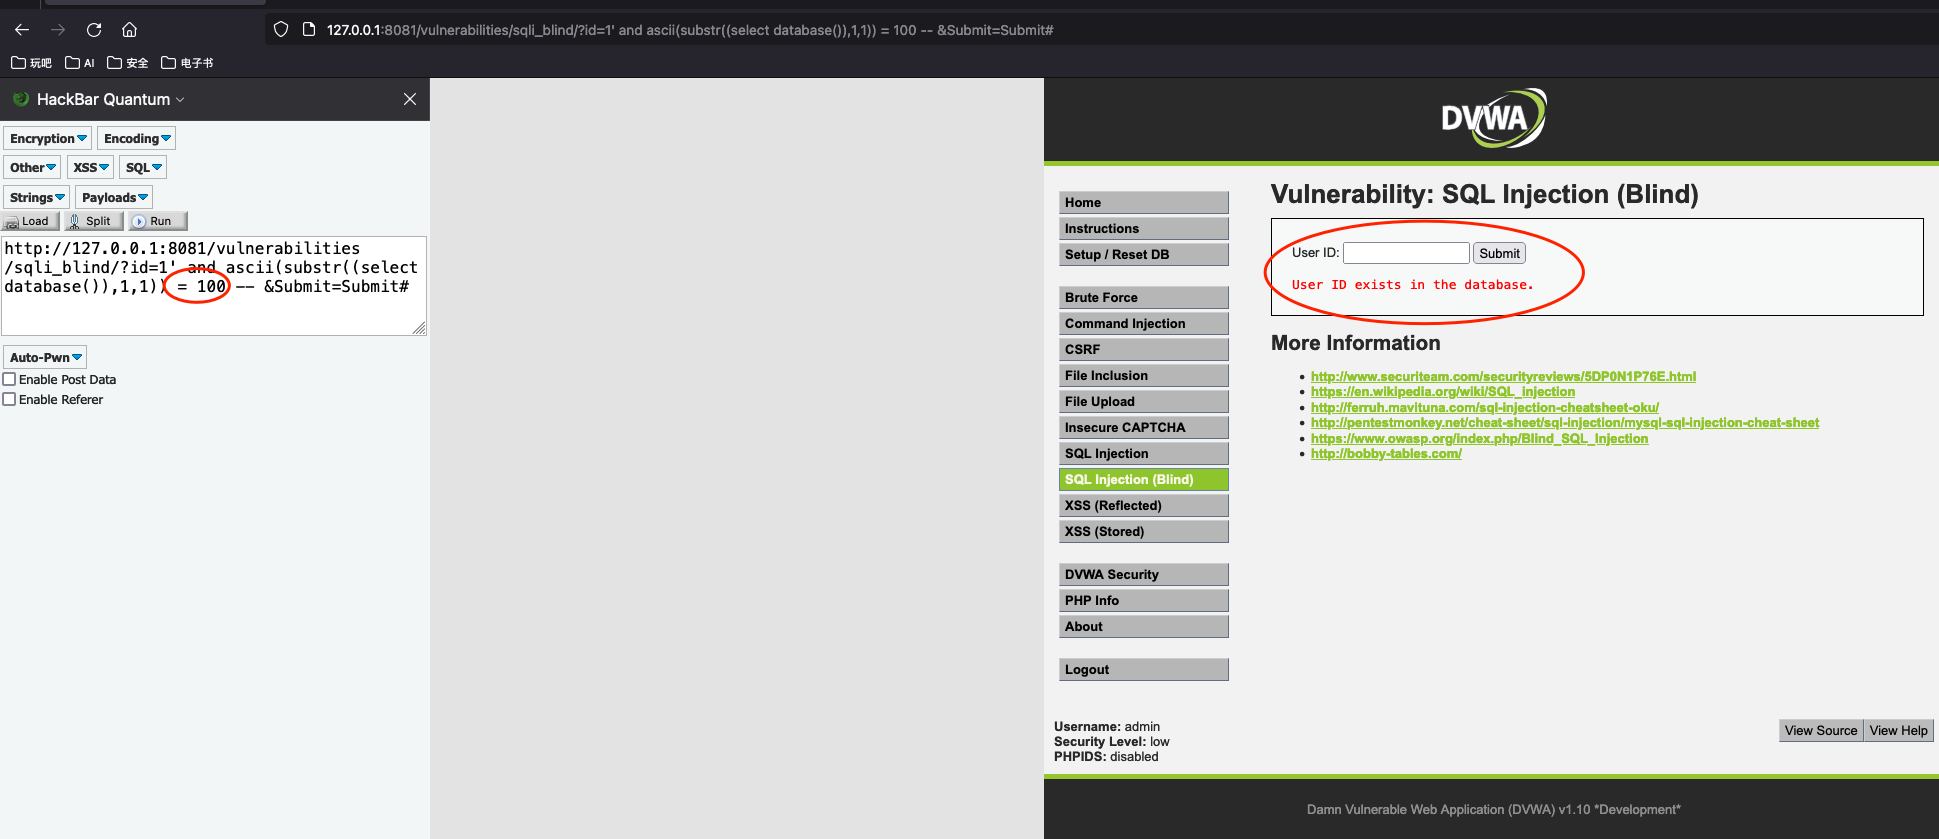 127.0.0.1:8081/vulnerabilities/sqli_blind/?id=1' and ascii(substr((select database()),1,1)) = 100 -- &Submit=Submit#
玩吧 AI 安全 电子书
HackBar Quantum
Encryption Encoding
Other XSS SQL
Strings Payloads
Load Split Run
http://127.0.0.1:8081/vulnerabilities
/sqli_blind/?id=1' and ascii(substr((select
database()),1,1)) = 100 -- &Submit=Submit#
Auto-Pwn
Enable Post Data
Enable Referer
DVWA
Home
Instructions
Setup / Reset DB
Brute Force
Command Injection
CSRF
File Inclusion
File Upload
Insecure CAPTCHA
SQL Injection
SQL Injection (Blind)
XSS (Reflected)
XSS (Stored)
DVWA Security
PHP Info
About
Logout
Vulnerability: SQL Injection (Blind)
User ID: Submit
User ID exists in the database.
More Information
http://www.securiteam.com/securityreviews/5DP0N1P76E.html
https://en.wikipedia.org/wiki/SQL_injection
http://ferruh.mavituna.com/sql-injection-cheatsheet-oku/
http://pentestmonkey.net/cheat-sheet/sql-injection/mysql-sql-injection-cheat-sheet
https://www.owasp.org/index.php/Blind_SQL_Injection
http://bobby-tables.com/
Username: admin
Security Level: low
PHPIDS: disabled
View Source View Help
Damn Vulnerable Web Application (DVWA) v1.10 *Development*